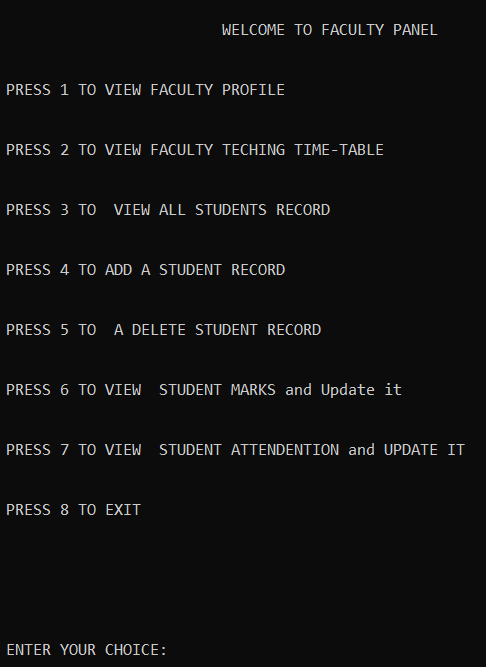 WELCOME TO FACULTY PANEL
PRESS 1 TO VIEW FACULTY PROFILE
PRESS 2 TO VIEW FACULTY TECHING TIME-TABLE
PRESS 3 TO  VIEW ALL STUDENTS RECORD
PRESS 4 TO ADD A STUDENT RECORD
PRESS 5 TO  A DELETE STUDENT RECORD
PRESS 6 TO VIEW  STUDENT MARKS and Update it
PRESS 7 TO VIEW  STUDENT ATTENDENTION and UPDATE IT
PRESS 8 TO EXIT
ENTER YOUR CHOICE: